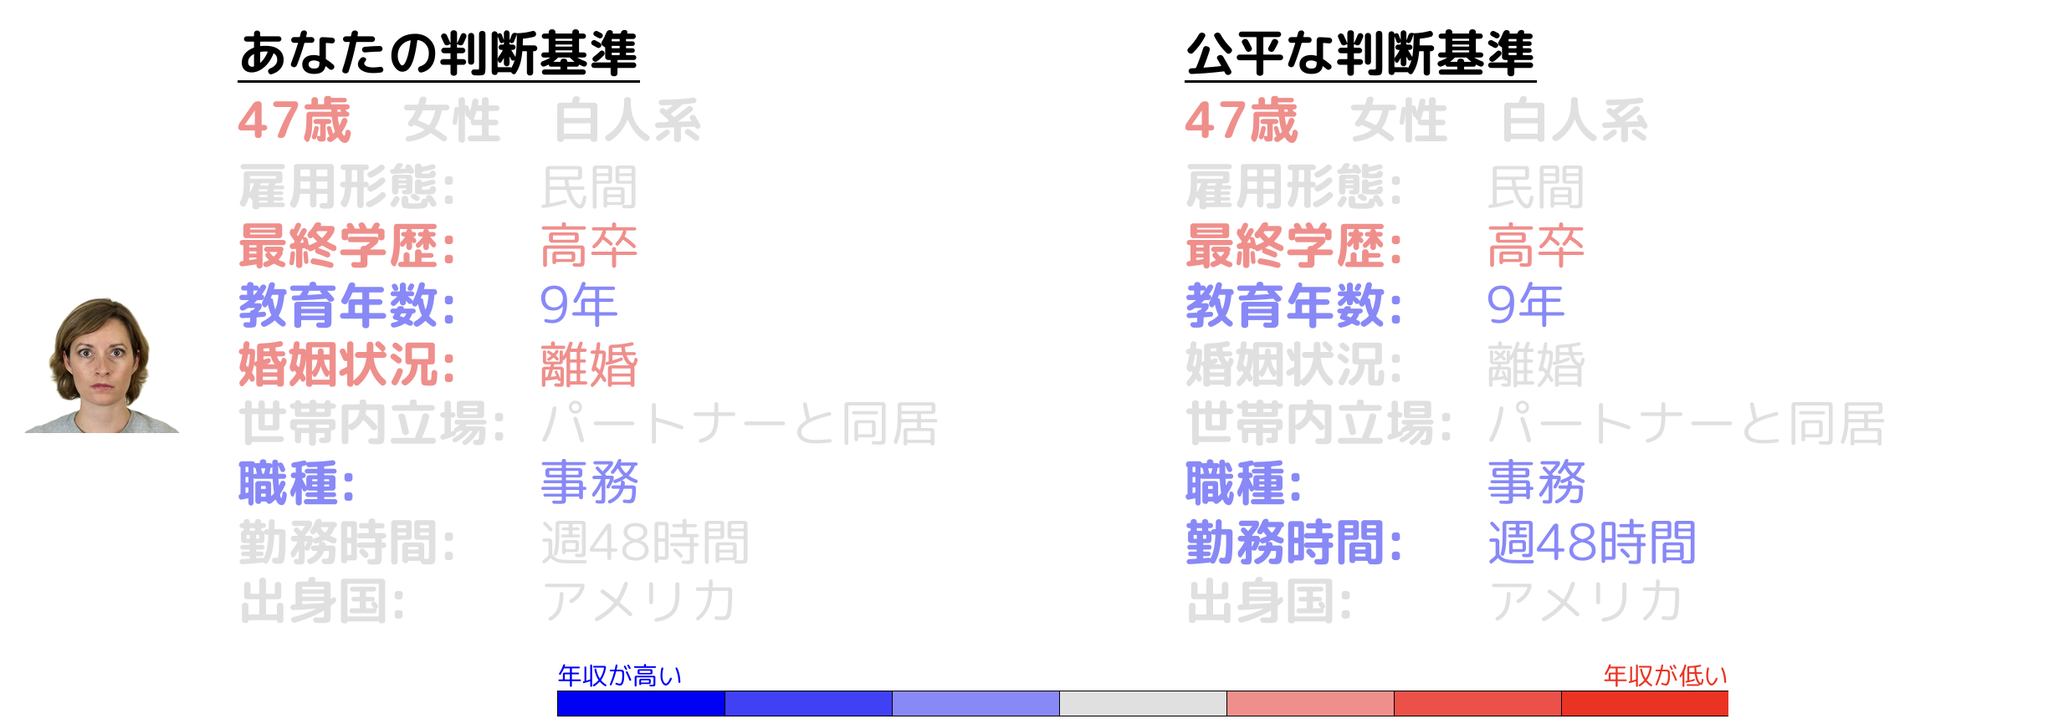 あなたの判断基準
47歳 女性 白人系
雇用形態: 民間
最終学歴: 高卒
教育年数: 9年
婚姻状況: 離婚
世帯内立場: パートナーと同居
職種: 事務
勤務時間: 週48時間
出身国: アメリカ
公平な判断基準
47歳 女性 白人系
雇用形態: 民間
最終学歴: 高卒
教育年数: 9年
婚姻状況: 離婚
世帯内立場: パートナーと同居
職種: 事務
勤務時間: 週48時間
出身国: アメリカ
年収が高い
年収が低い